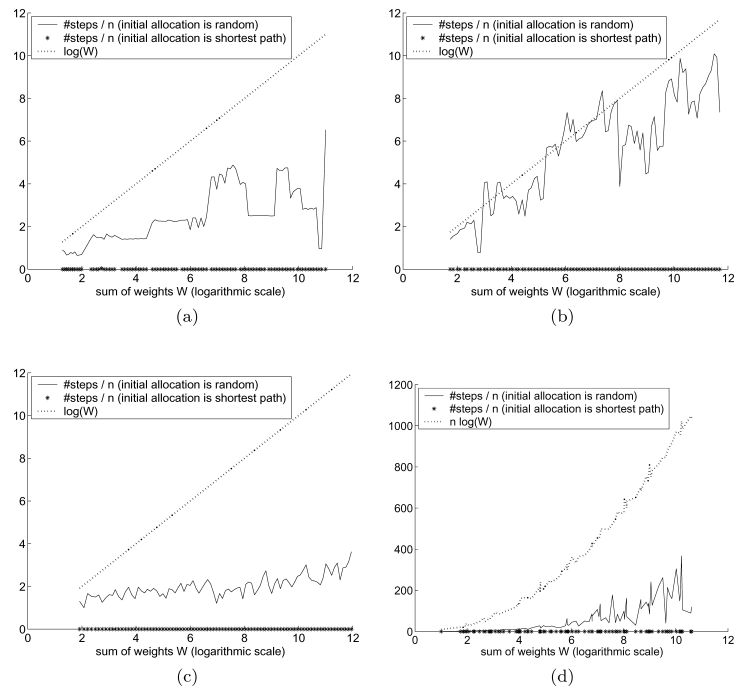 12
10
8
6
4
2
0
#steps / n (initial allocation is random)
#steps / n (initial allocation is shortest path)
log(W)
0 2 4 6 8 10 12
sum of weights W (logarithmic scale)
(a)
12
10
8
6
4
2
0
#steps / n (initial allocation is random)
#steps / n (initial allocation is shortest path)
log(W)
0 2 4 6 8 10 12
sum of weights W (logarithmic scale)
(b)
12
10
8
6
4
2
0
#steps / n (initial allocation is random)
#steps / n (initial allocation is shortest path)
log(W)
0 2 4 6 8 10 12
sum of weights W (logarithmic scale)
(c)
1200
1000
800
600
400
200
0
#steps / n (initial allocation is random)
#steps / n (initial allocation is shortest path)
n log(W)
0 2 4 6 8 10 12
sum of weights W (logarithmic scale)
(d)